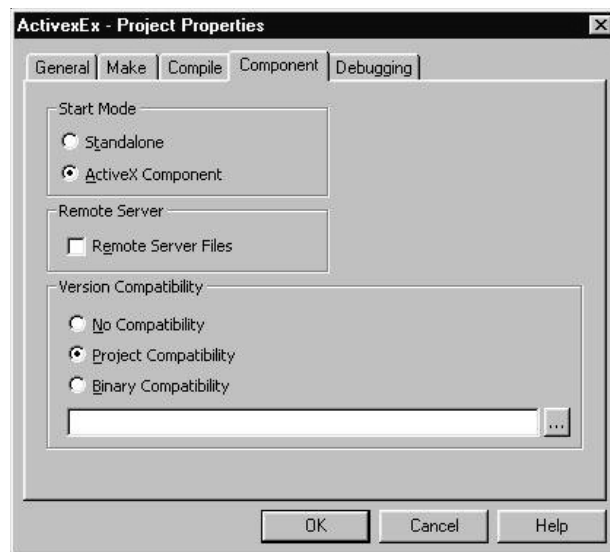 ActivexEx - Project Properties
General Make Compile Component Debugging
Start Mode
Standalone
ActiveX Component
Remote Server
Remote Server Files
Version Compatibility
No Compatibility
Project Compatibility
Binary Compatibility
...
OK Cancel Help